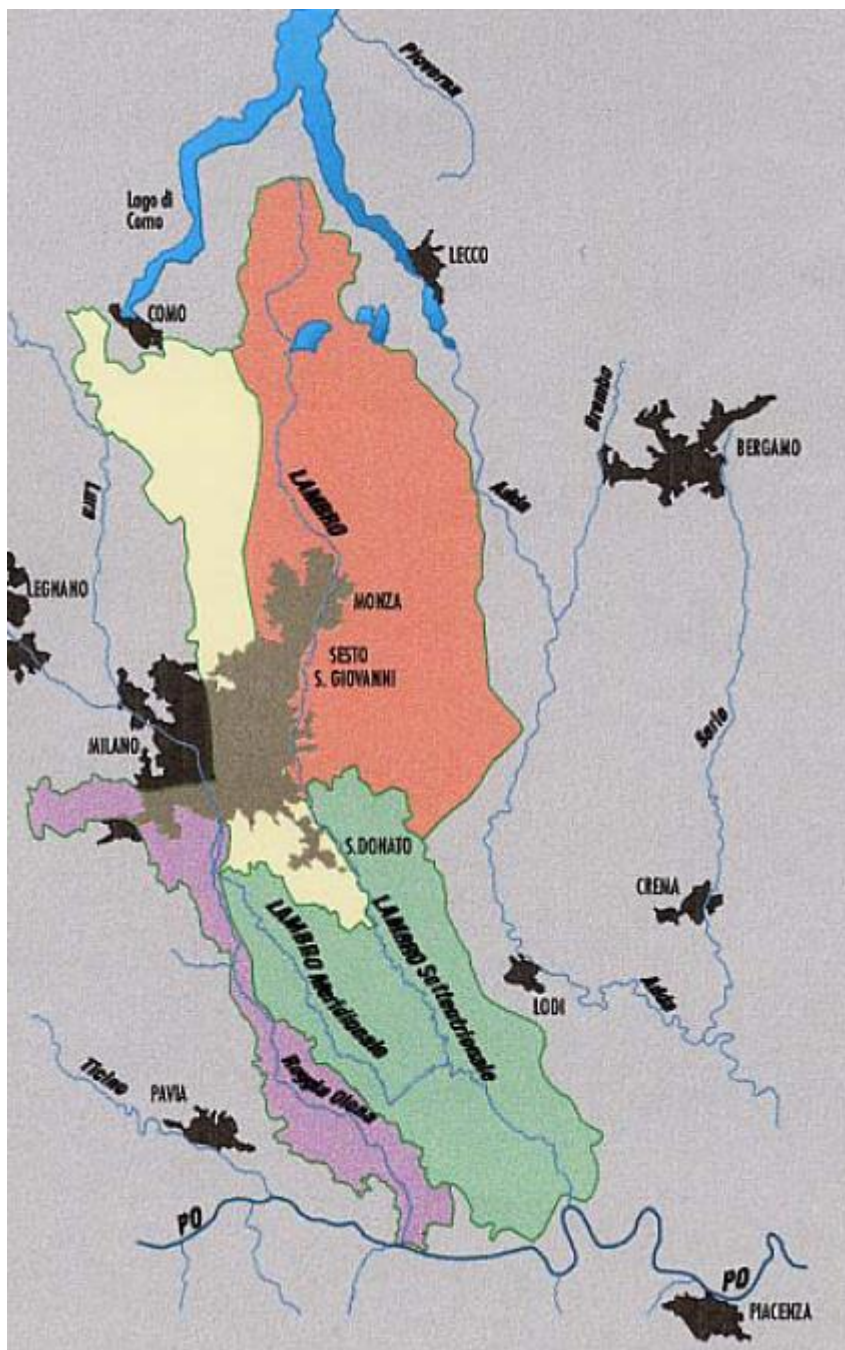 Pioverna
Lago di
Como
LECCO
COMO
Brembo
BERGAMO
Lura
LAMBRO
Adda
LEGNANO
MONZA
SESTO
S. GIOVANNI
MILANO
Serio
S. DONATO
CREMA
LAMBRO Meridionale
LAMBRO Settentrionale
LODI
Adda
Ticino
PAVIA
Roggia Olona
PO
PO
PIACENZA